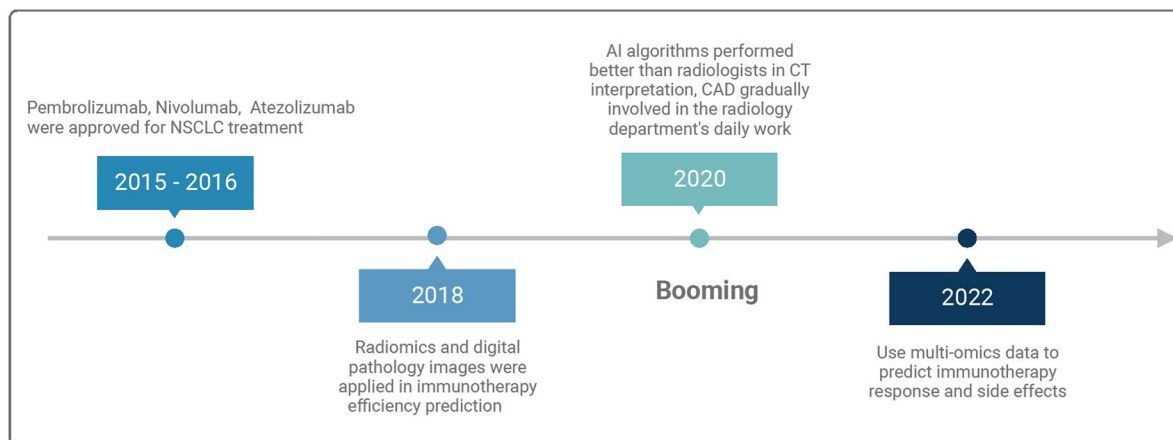 Pembrolizumab, Nivolumab, Atezolizumab
were approved for NSCLC treatment
2015 - 2016
2018
Radiomics and digital
pathology images were
applied in immunotherapy
efficiency prediction
AI algorithms performed
better than radiologists in CT
interpretation, CAD gradually
involved in the radiology
department's daily work
2020
Booming
2022
Use multi-omics data to
predict immunotherapy
response and side effects